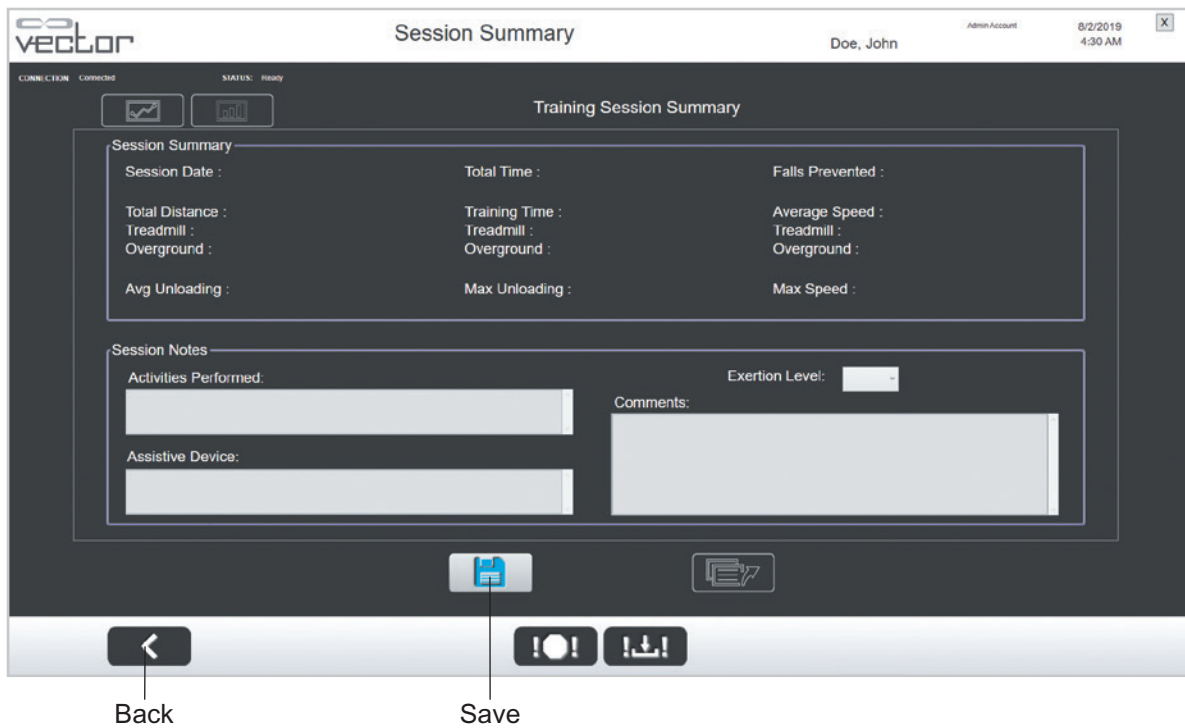 vector
Session Summary
Doe, John
Admin Account
8/2/2019
4:30 AM
X
CONNECTION Connected
STATUS: Ready
Training Session Summary
Session Summary
Session Date :
Total Time :
Falls Prevented :
Total Distance :
Training Time :
Average Speed :
Treadmill :
Treadmill :
Treadmill :
Overground :
Overground :
Overground :
Avg Unloading :
Max Unloading :
Max Speed :
Session Notes
Activities Performed:
Exertion Level:
Comments:
Assistive Device:
! !
! !
Back
Save